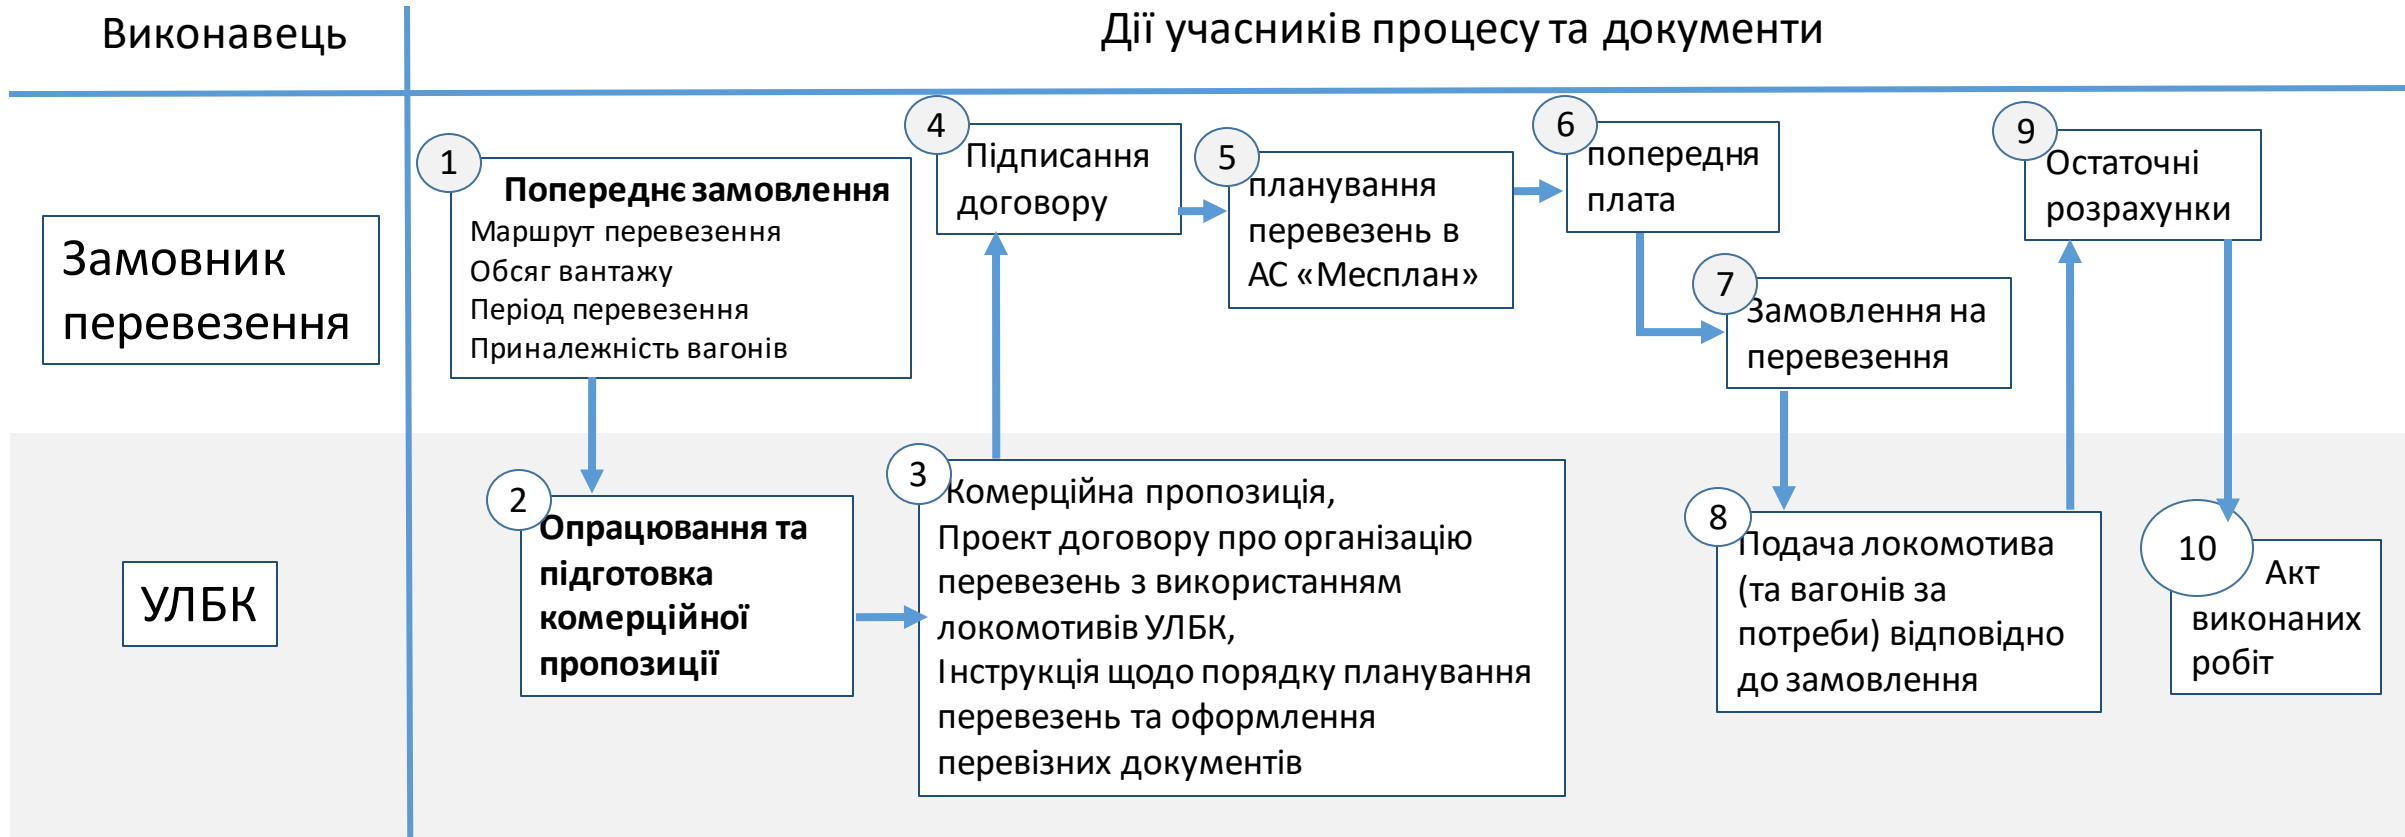 Виконавець
Дії учасників процесу та документи
Замовник
перевезення
1
Попереднє замовлення
Маршрут перевезення
Обсяг вантажу
Період перевезення
Приналежність вагонів
4
Підписання
договору
5
планування
перевезень в
АС «Месплан»
6
попередня
плата
7
Замовлення на
перевезення
9
Остаточні
розрахунки
УЛБК
2
Опрацювання та
підготовка
комерційної
пропозиції
3
Комерційна пропозиція,
Проект договору про організацію
перевезень з використанням
локомотивів УЛБК,
Інструкція щодо порядку планування
перевезень та оформлення
перевізних документів
8
Подача локомотива
(та вагонів за
потреби) відповідно
до замовлення
10
Акт
виконаних
робіт